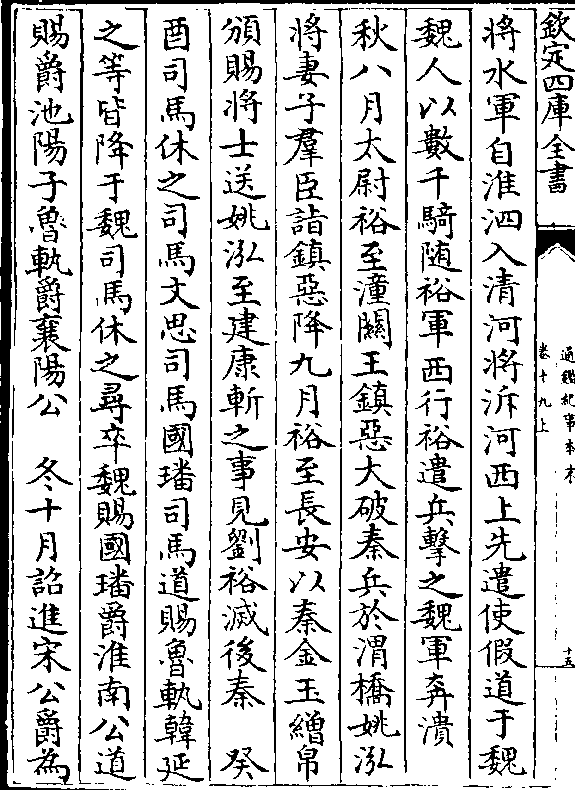 欽定四庫全書
通鑑紀事本末
卷十九上
十五
將水軍自淮泗入清河將泝河西上先遣使假道于魏
魏人以數千騎随裕軍西行裕遣兵擊之魏軍奔潰
秋八月太尉裕至潼關王鎮惡大破秦兵於渭橋姚泓
將妻子羣臣詣鎮惡降九月裕至長安以秦金玉繒帛
頒賜將士送姚泓至建康斬之事見劉裕滅後秦　癸
酉司馬休之司馬文思司馬國璠司馬道賜魯軌韓延
之等皆降于魏司馬休之尋卒魏賜國璠爵淮南公道
賜爵池陽子魯軌爵襄陽公　冬十月詔進宋公爵為